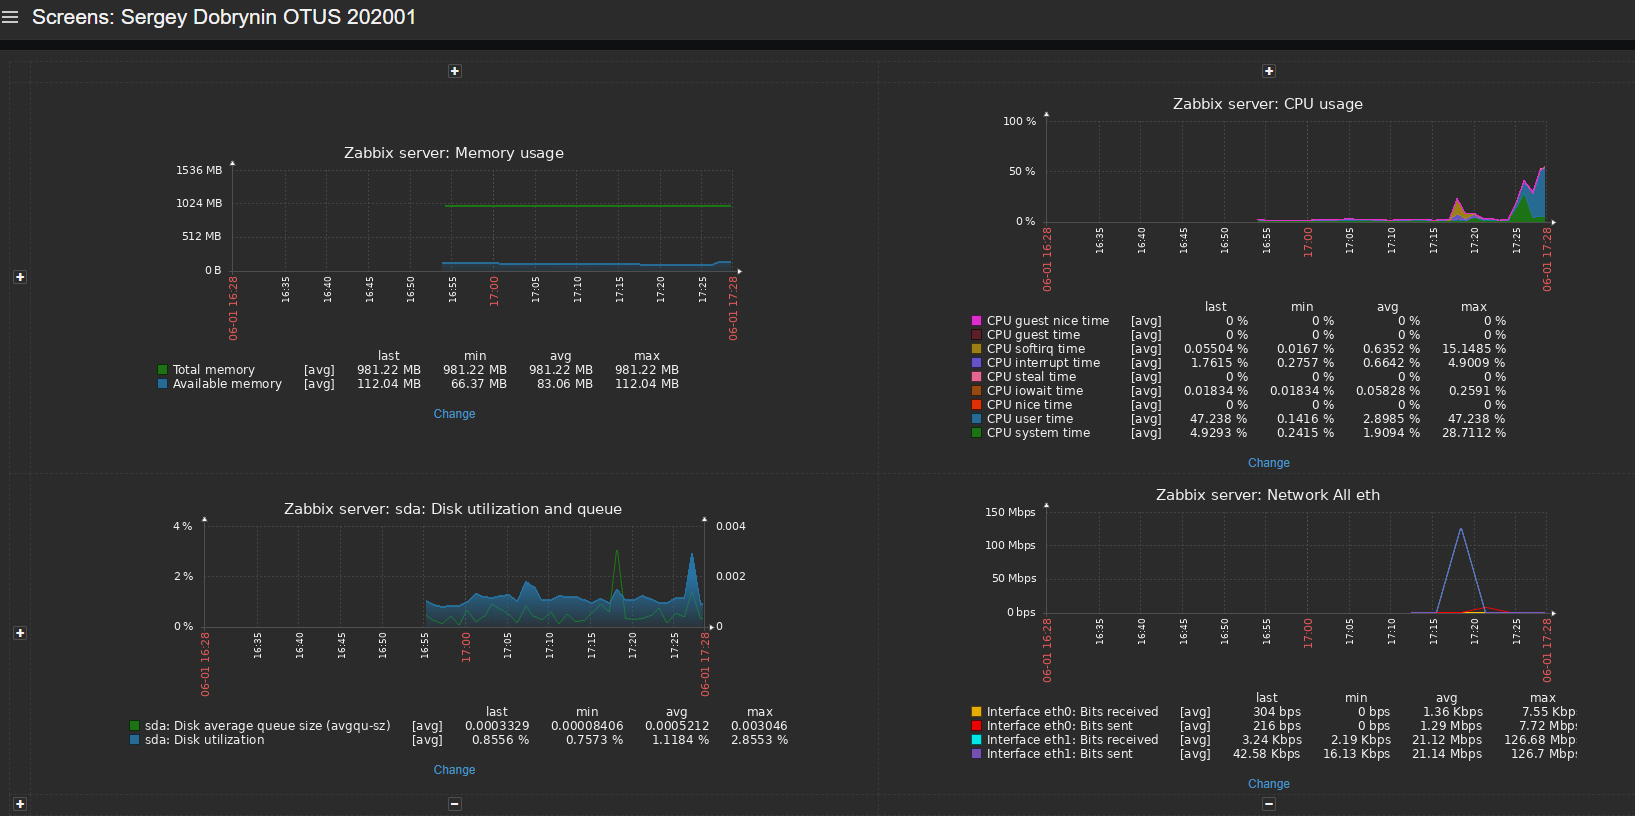 Screens: Sergey Dobrynin OTUS 202001
Zabbix server: Memory usage
1536 MB
1024 MB
512 MB
0 B
06-01 16:28
16:35
16:40
16:45
16:50
16:55
17:00
17:05
17:10
17:15
17:20
17:25
06-01 17:28
last min avg max
Total memory [avg] 981.22 MB 981.22 MB 981.22 MB 981.22 MB
Available memory [avg] 112.04 MB 66.37 MB 83.06 MB 112.04 MB
Change
Zabbix server: CPU usage
100 %
50 %
0 %
06-01 16:28
16:35
16:40
16:45
16:50
16:55
17:00
17:05
17:10
17:15
17:20
17:25
06-01 17:28
last min avg max
CPU guest nice time [avg] 0 % 0 % 0 % 0 %
CPU guest time [avg] 0 % 0 % 0 % 0 %
CPU softirq time [avg] 0.05504 % 0.0167 % 0.6352 % 15.1485 %
CPU interrupt time [avg] 1.7615 % 0.2757 % 0.6642 % 4.9009 %
CPU steal time [avg] 0 % 0 % 0 % 0 %
CPU iowait time [avg] 0.01834 % 0.01834 % 0.05828 % 0.2591 %
CPU nice time [avg] 0 % 0 % 0 % 0 %
CPU user time [avg] 47.238 % 0.1416 % 2.8985 % 47.238 %
CPU system time [avg] 4.9293 % 0.2415 % 1.9094 % 28.7112 %
Change
Zabbix server: sda: Disk utilization and queue
4 %
2 %
0 %
0.004
0.002
0
06-01 16:28
16:35
16:40
16:45
16:50
16:55
17:00
17:05
17:10
17:15
17:20
17:25
06-01 17:28
last min avg max
sda: Disk average queue size (avgqu-sz) [avg] 0.0003329 0.00008406 0.0005212 0.003046
sda: Disk utilization [avg] 0.8556 % 0.7573 % 1.1184 % 2.8553 %
Change
Zabbix server: Network All eth
150 Mbps
100 Mbps
50 Mbps
0 bps
06-01 16:28
16:35
16:40
16:45
16:50
16:55
17:00
17:05
17:10
17:15
17:20
17:25
06-01 17:28
last min avg max
Interface eth0: Bits received [avg] 304 bps 0 bps 1.36 Kbps 7.55 Kbp
Interface eth0: Bits sent [avg] 216 bps 0 bps 1.29 Mbps 7.72 Mbp
Interface eth1: Bits received [avg] 3.24 Kbps 2.19 Kbps 21.12 Mbps 126.68 Mbp
Interface eth1: Bits sent [avg] 42.58 Kbps 16.13 Kbps 21.14 Mbps 126.7 Mbp
Change